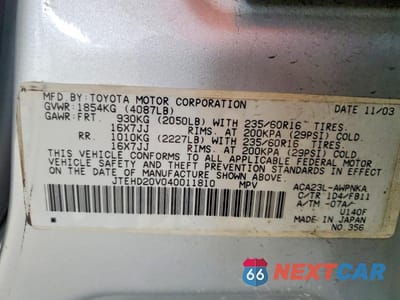 MFD. BY:TOYOTA MOTOR CORPORATION DATE 11/03
GVWR: 1854KG (4087LB)
GAWR: FRT. 930KG (2050LB) WITH 235/60R16 TIRES.
16X7JJ RIMS, AT 200KPA (29PSI) COLD.
RR. 1010KG (2227LB) WITH 235/60R16 TIRES.
16X7JJ RIMS, AT 200KPA (29PSI) COLD.
THIS VEHICLE CONFORMS TO ALL APPLICABLE FEDERAL MOTOR
VEHICLE SAFETY AND THEFT PREVENTION STANDARDS IN
EFFECT ON THE DATE OF MANUFACTURE SHOWN ABOVE.
JTEHD20V040011810 MPV
ACA23L-AWPNKA
C/TR 1D4/FB11
A/TM -07A/-
U140F
MADE IN JAPAN
NO.356
66 NEXTCAR